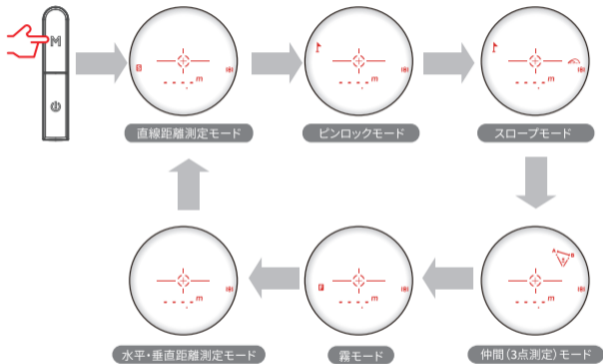 M
m
直線距離測定モード
m
ピンロックモード
m
スロープモード
m
水平・垂直距離測定モード
m
霧モード
A B
m
仲間(3点測定)モード